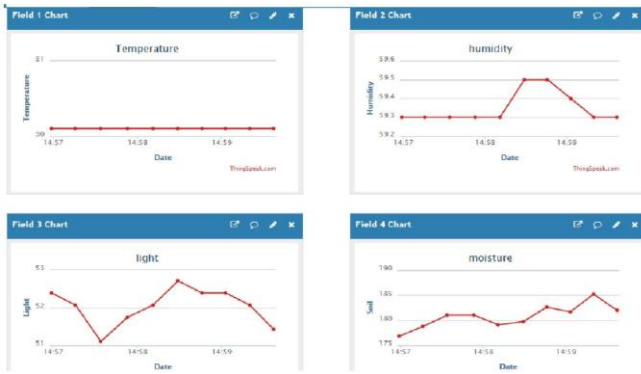 Field 1 Chart
Temperature
Temperature
14:57
14:58
14:59
Date
ThingSpeak.com
Field 2 Chart
humidity
Humidity
59.6
59.5
59.4
59.3
59.2
14:57
14:58
14:59
Date
ThingSpeak.com
Field 3 Chart
light
Light
53
52
51
14:57
14:58
14:59
Date
Field 4 Chart
moisture
Soil
190
185
180
175
14:57
14:58
14:59
Date